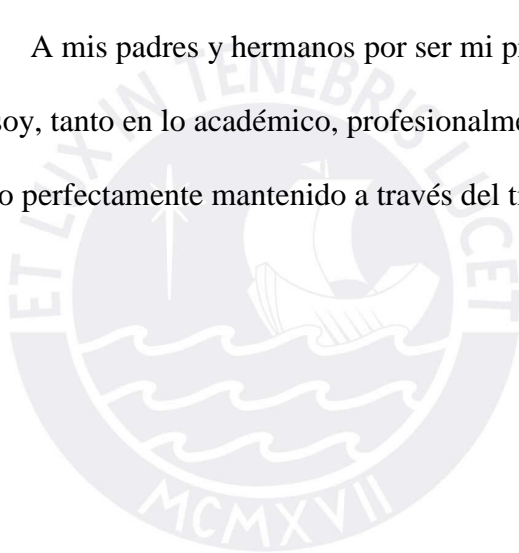 A mis padres y hermanos por ser mi
soy, tanto en lo académico,
perfectamente mantenido a través del
ET LUX IN TENEBRIS LUCET
MCMXVII